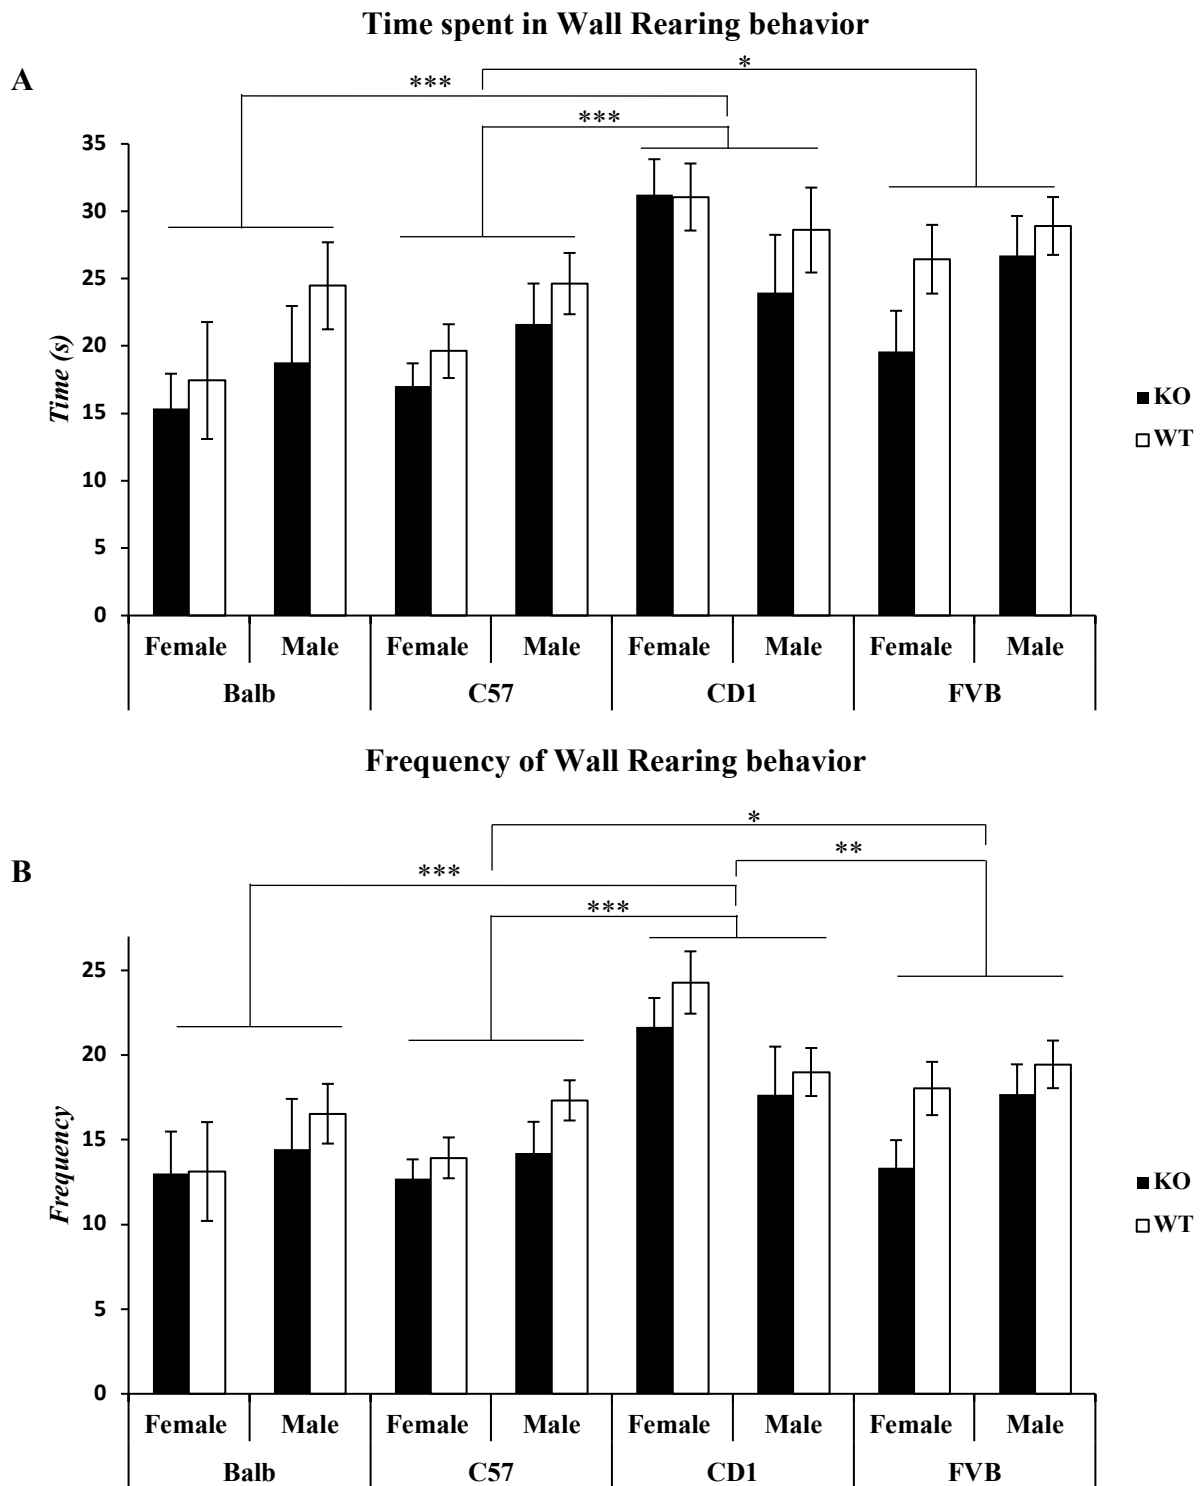 Time spent in Wall Rearing behavior
A
*
***
***
35
30
25
20
15
10
5
0
Time (s)
KO
WT
Female Male Female Male Female Male Female Male
Balb C57 CD1 FVB
Frequency of Wall Rearing behavior
B
*
**
***
***
25
20
15
10
5
0
Frequency
KO
WT
Female Male Female Male Female Male Female Male
Balb C57 CD1 FVB